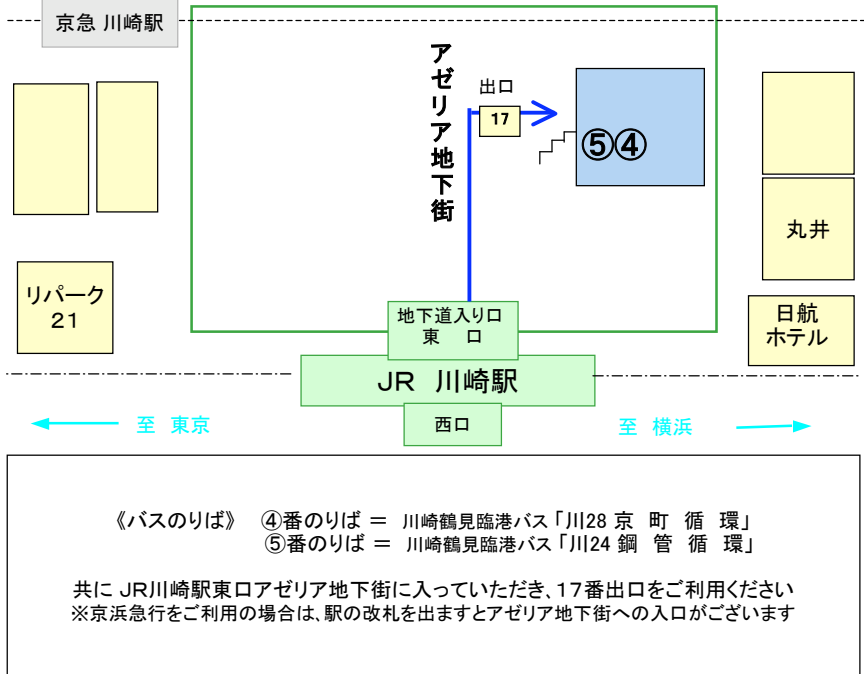 京急 川崎駅
アゼリア地下街
出口
17
⑤④
丸井
リパーク
21
日航
ホテル
地下道入り口
東 口
JR 川崎駅
西口
至 東京
至 横浜
《バスのりば》 ④番のりば = 川崎鶴見臨港バス「川28 京 町 循 環」
⑤番のりば = 川崎鶴見臨港バス「川24 鋼 管 循 環」
共に JR川崎駅東口アゼリア地下街に入っていただき、17番出口をご利用ください
※京浜急行をご利用の場合は、駅の改札を出ますとアゼリア地下街への入口がございます